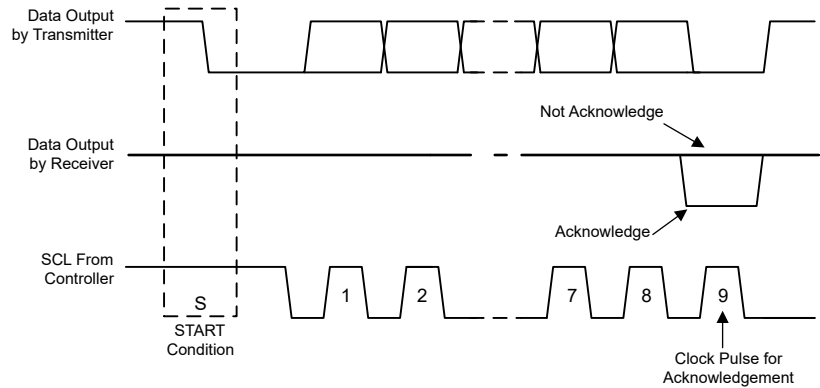 Data Output
by Transmitter
Not Acknowledge
Data Output
by Receiver
Acknowledge
SCL From
Controller
1
2
7
8
9
S
START
Condition
Clock Pulse for
Acknowledgement